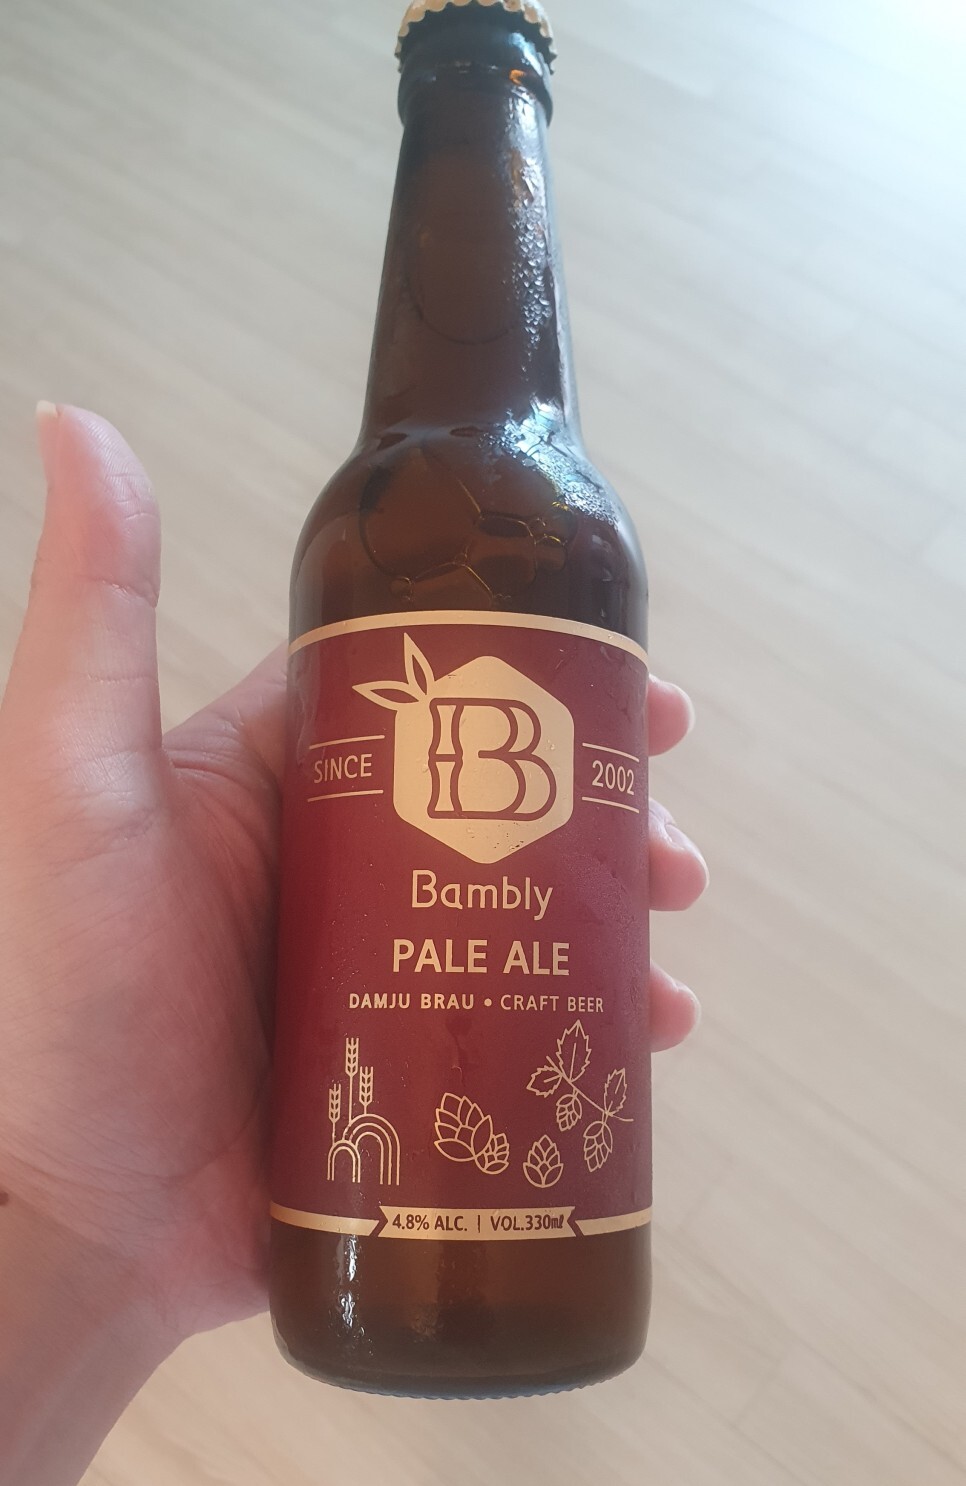 B
SINCE 2002
Bambly
PALE ALE
DAMJU BRAU • CRAFT BEER
4.8% ALC. | VOL.330ml